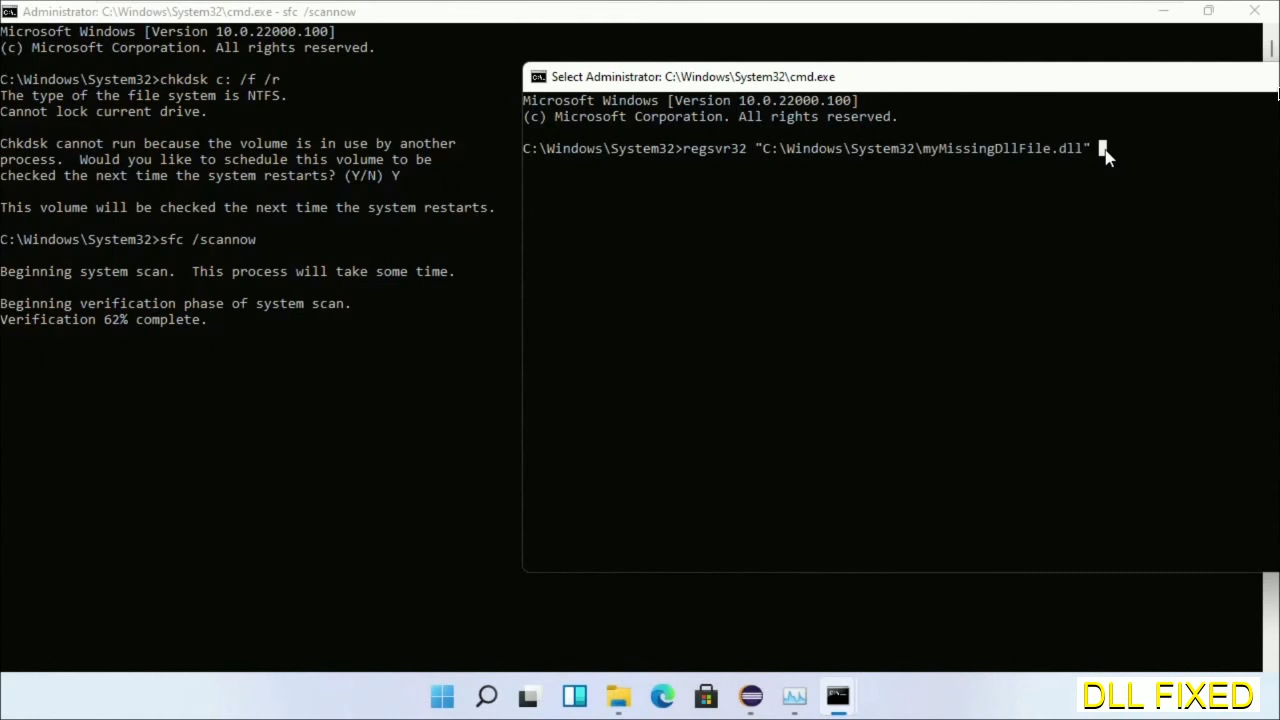 Administrator: C:\Windows\System32\cmd.exe - sfc /scannow
Microsoft Windows [Version 10.0.22000.100]
(c) Microsoft Corporation. All rights reserved.
C:\Windows\System32>chkdsk c: /f /r
The type of the file system is NTFS.
Cannot lock current drive.
Chkdsk cannot run because the volume is in use by another
process.  Would you like to schedule this volume to be
checked the next time the system restarts? (Y/N) Y
This volume will be checked the next time the system restarts.
C:\Windows\System32>sfc /scannow
Beginning system scan.  This process will take some time.
Beginning verification phase of system scan.
Verification 62% complete.
Select Administrator: C:\Windows\System32\cmd.exe
Microsoft Windows [Version 10.0.22000.100]
(c) Microsoft Corporation. All rights reserved.
C:\Windows\System32>regsvr32 "C:\Windows\System32\myMissingDllFile.dll"
DLL FIXED